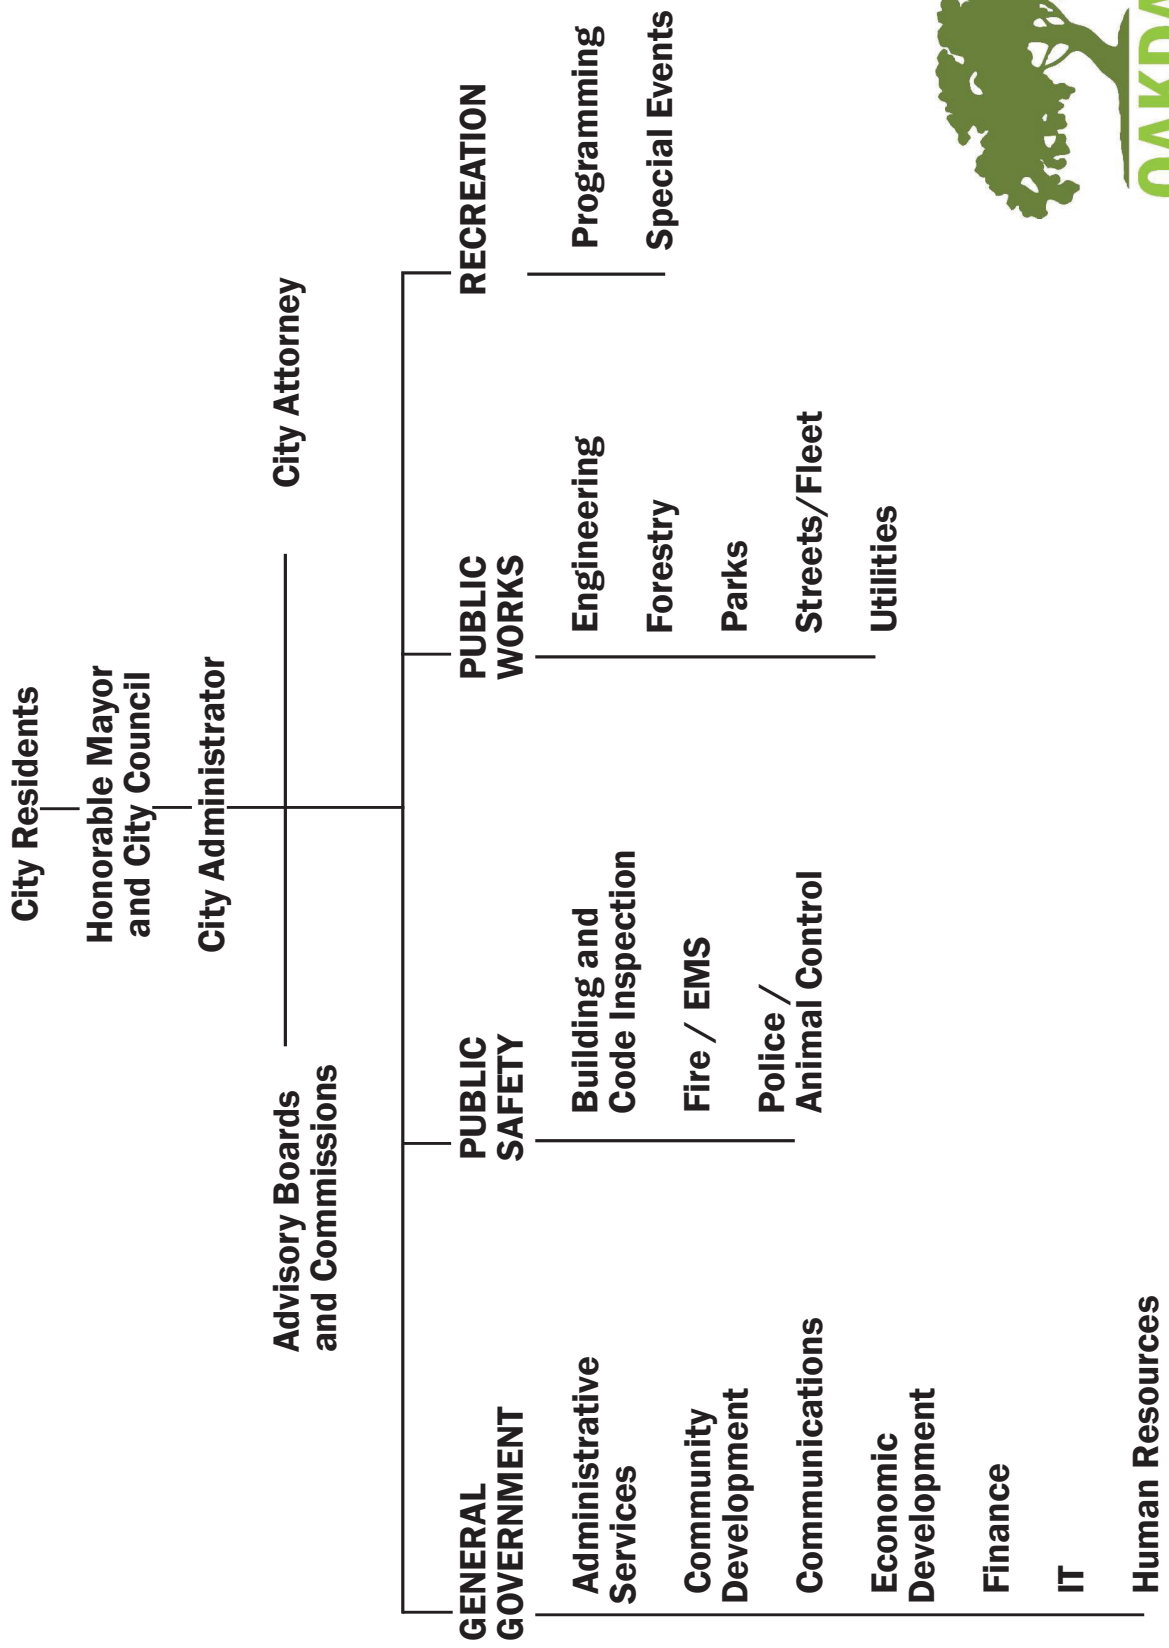 City Residents
Honorable Mayor
and City Council
City Administrator
Advisory Boards
and Commissions
City Attorney
GENERAL
GOVERNMENT
Administrative
Services
Community
Development
Communications
Economic
Development
Finance
IT
Human Resources
PUBLIC
SAFETY
Building and
Code Inspection
Fire / EMS
Police /
Animal Control
PUBLIC
WORKS
Engineering
Forestry
Parks
Streets/Fleet
Utilities
RECREATION
Programming
Special Events